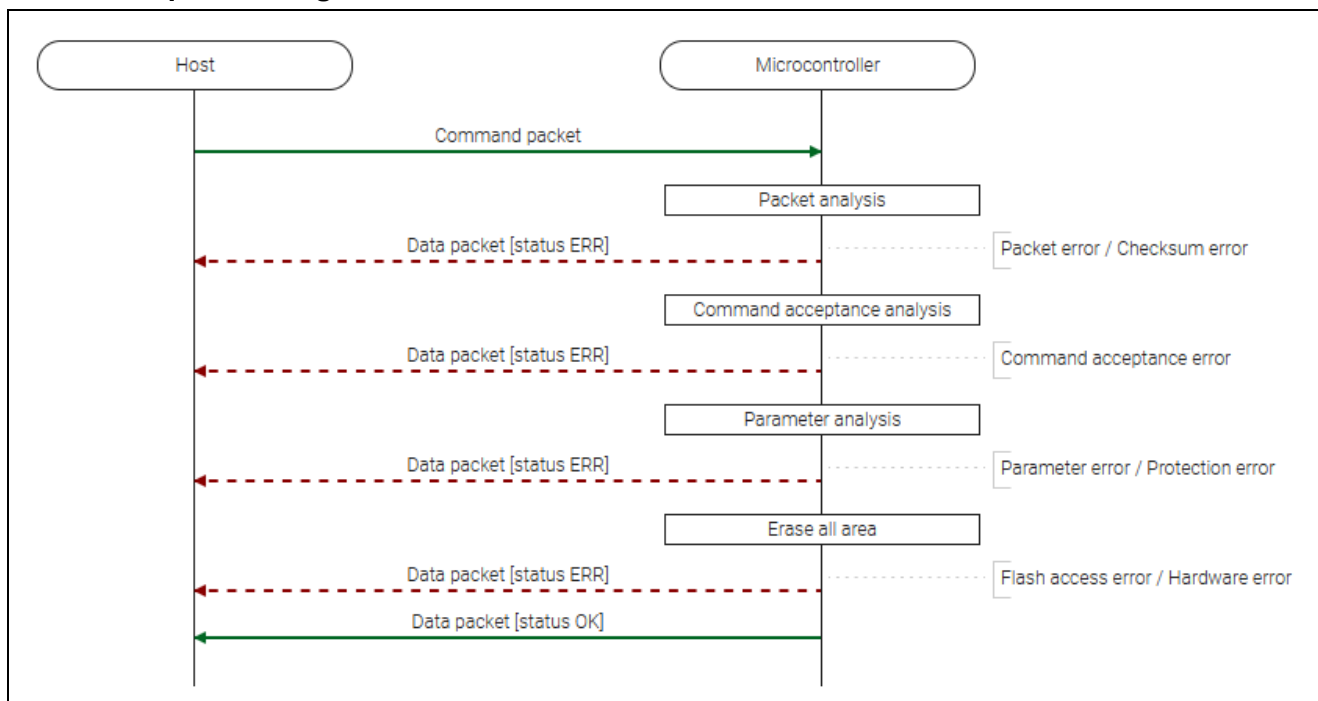 Host
Microcontroller
Command packet
Packet analysis
Data packet [status ERR]
Packet error / Checksum error
Command acceptance analysis
Data packet [status ERR]
Command acceptance error
Parameter analysis
Data packet [status ERR]
Parameter error / Protection error
Erase all area
Data packet [status ERR]
Flash access error / Hardware error
Data packet [status OK]